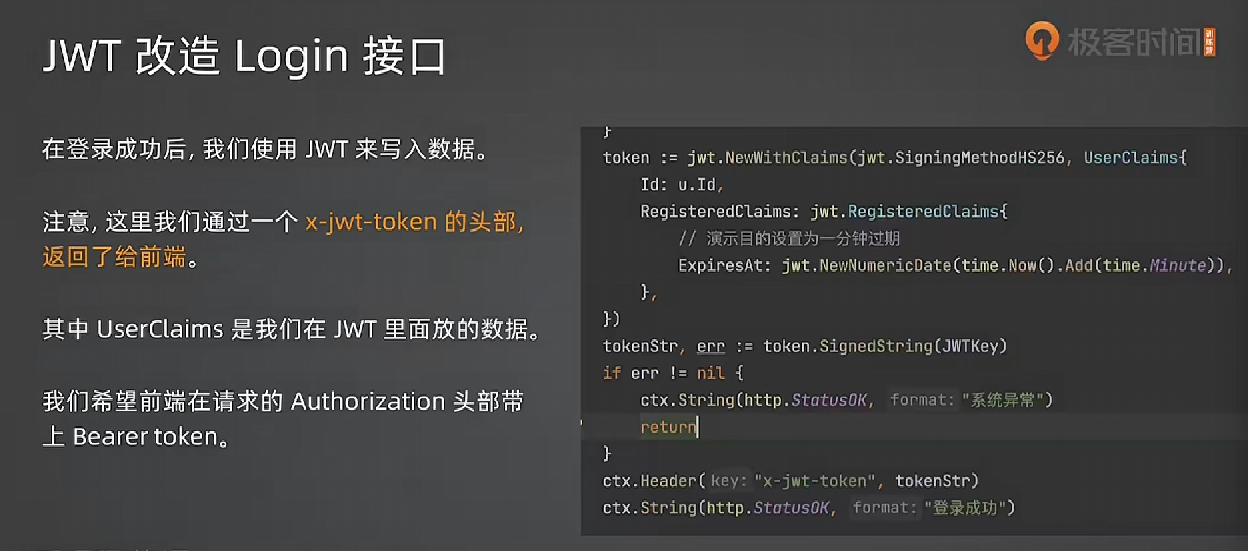 JWT 改造 Login 接口
极客时间
训练营
在登录成功后, 我们使用 JWT 来写入数据。
注意, 这里我们通过一个 x-jwt-token 的头部,
返回了给前端。
其中 UserClaims 是我们在 JWT 里面放的数据。
我们希望前端在请求的 Authorization 头部带
上 Bearer token。
}
token := jwt.NewWithClaims(jwt.SigningMethodHS256, UserClaims{
Id: u.Id,
RegisteredClaims: jwt.RegisteredClaims{
// 演示目的设置为一分钟过期
ExpiresAt: jwt.NewNumericDate(time.Now().Add(time.Minute)),
},
})
tokenStr, err := token.SignedString(JWTKey)
if err != nil {
ctx.String(http.StatusOK, format: "系统异常")
return
}
ctx.Header( key: "x-jwt-token", tokenStr)
ctx.String(http.StatusOK, format: "登录成功")